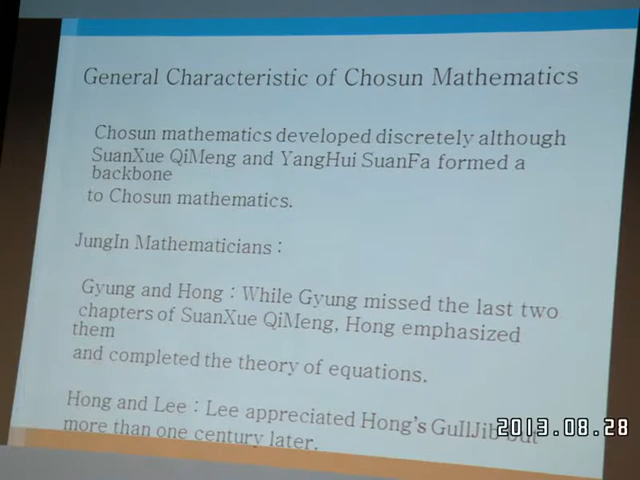 General Characteristic of Chosun Mathematics
Chosun mathematics developed discretely although
SuanXue QiMeng and YangHui SuanFa formed a
backbone
to Chosun mathematics.
JungIn Mathematicians :
Gyung and Hong : While Gyung missed the last two
chapters of SuanXue QiMeng, Hong emphasized
them
and completed the theory of equations.
Hong and Lee : Lee appreciated Hong's GuIlJib but
more than one century later.
2013.08.28